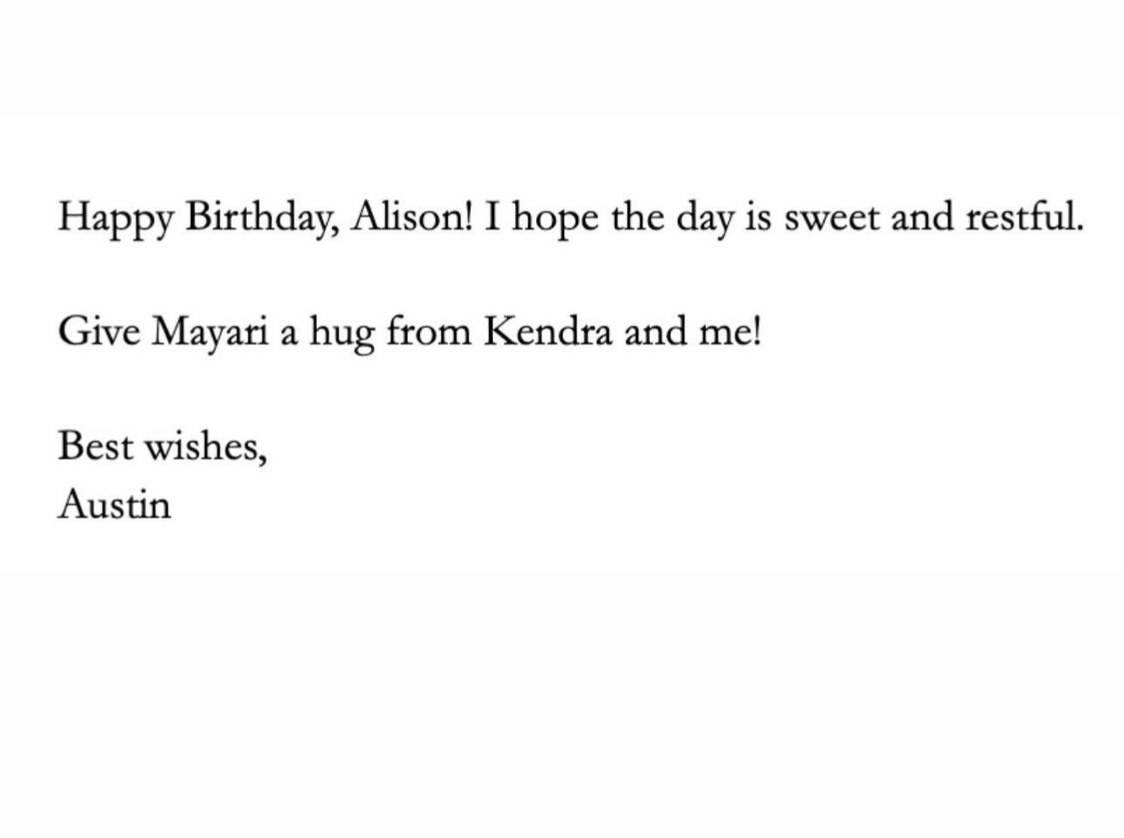 Happy Birthday, Alison! I hope the day is sweet and restful.
Give Mayari a hug from Kendra and me!
Best wishes,
Austin